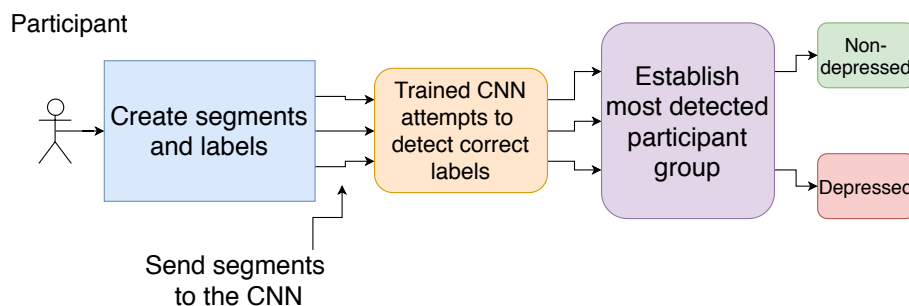 Participant
Create segments
and labels
Send segments
to the CNN
Trained CNN
attempts to
detect correct
labels
Establish
most detected
participant
group
Non-
depressed
Depressed